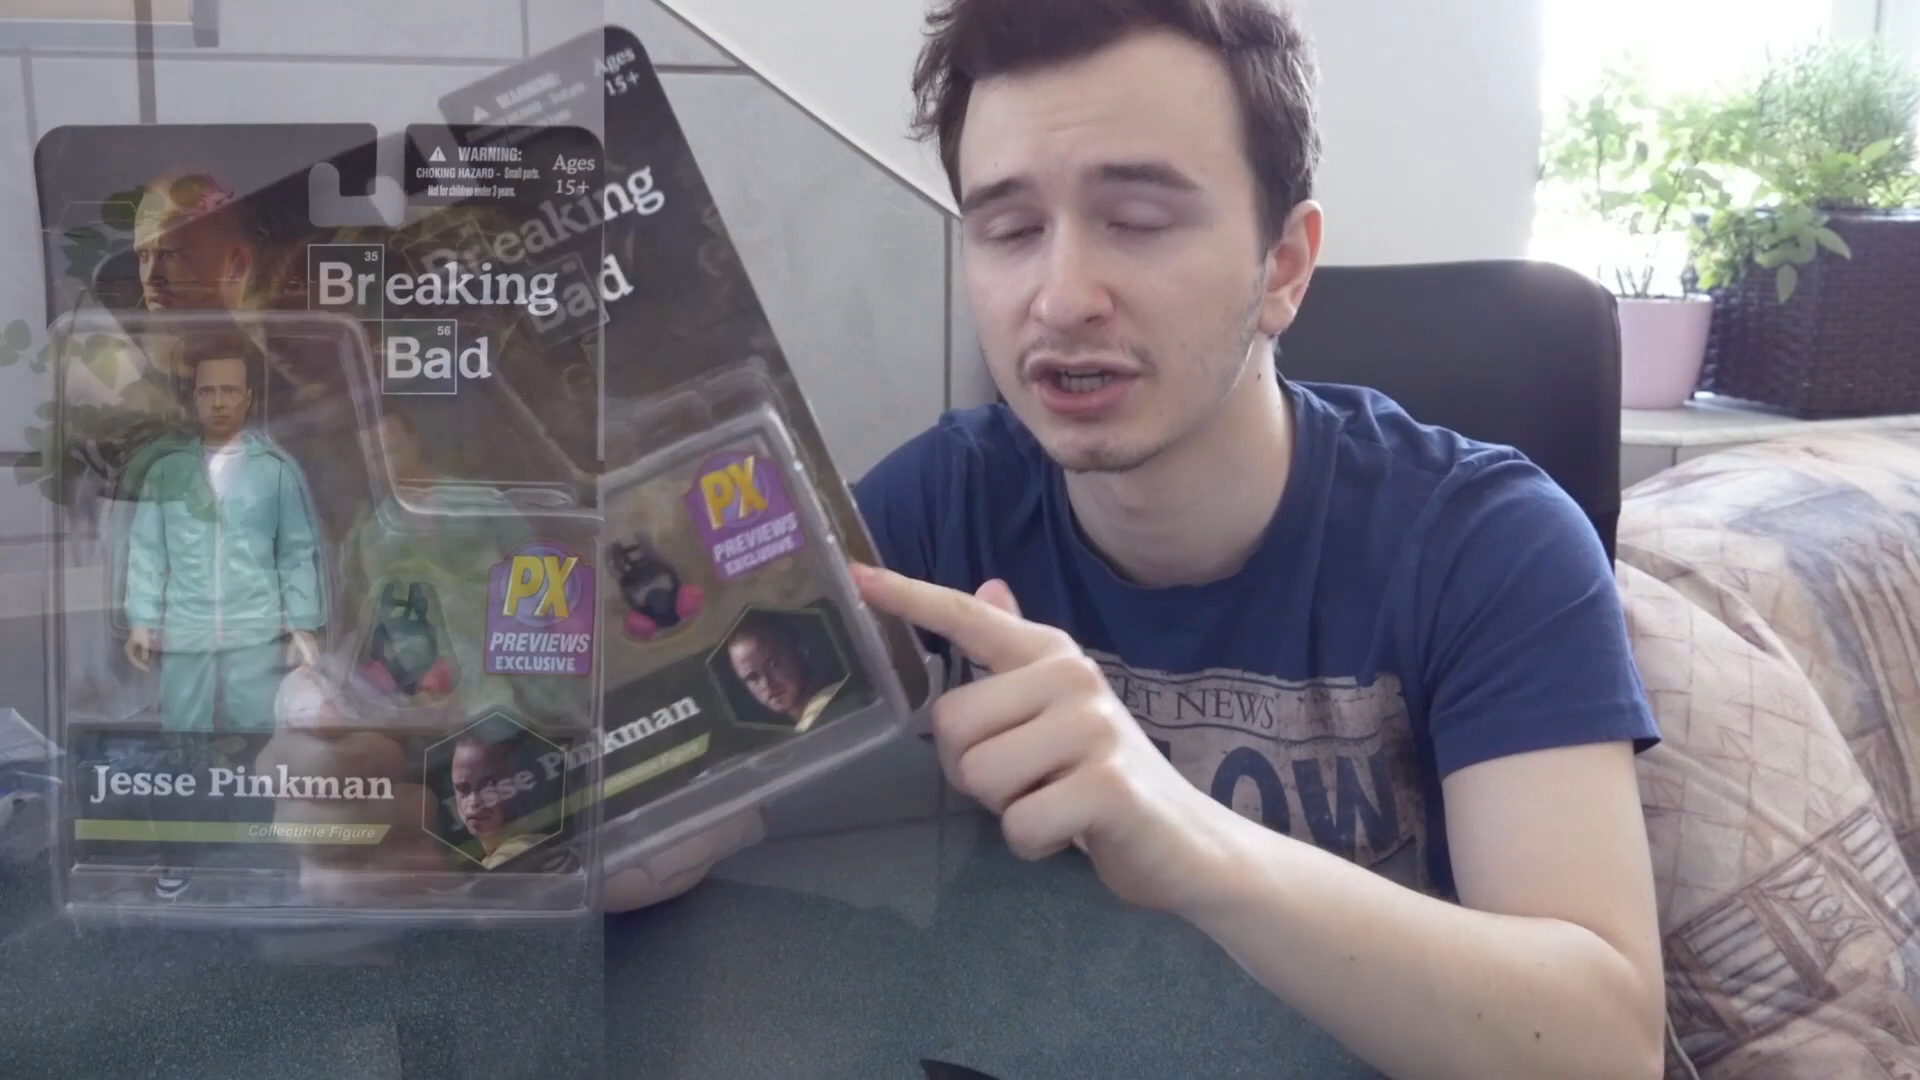 WARNING:
CHOKING HAZARD - Small parts.
Not for children under 3 years.
Ages
15+
35
Breaking
56
Bad
PX
PREVIEWS
EXCLUSIVE
Jesse Pinkman
Collectible Figure
WARNING:
Ages
15+
Breaking
Bad
PX
PREVIEWS
EXCLUSIVE
Jesse Pinkman
NEWS